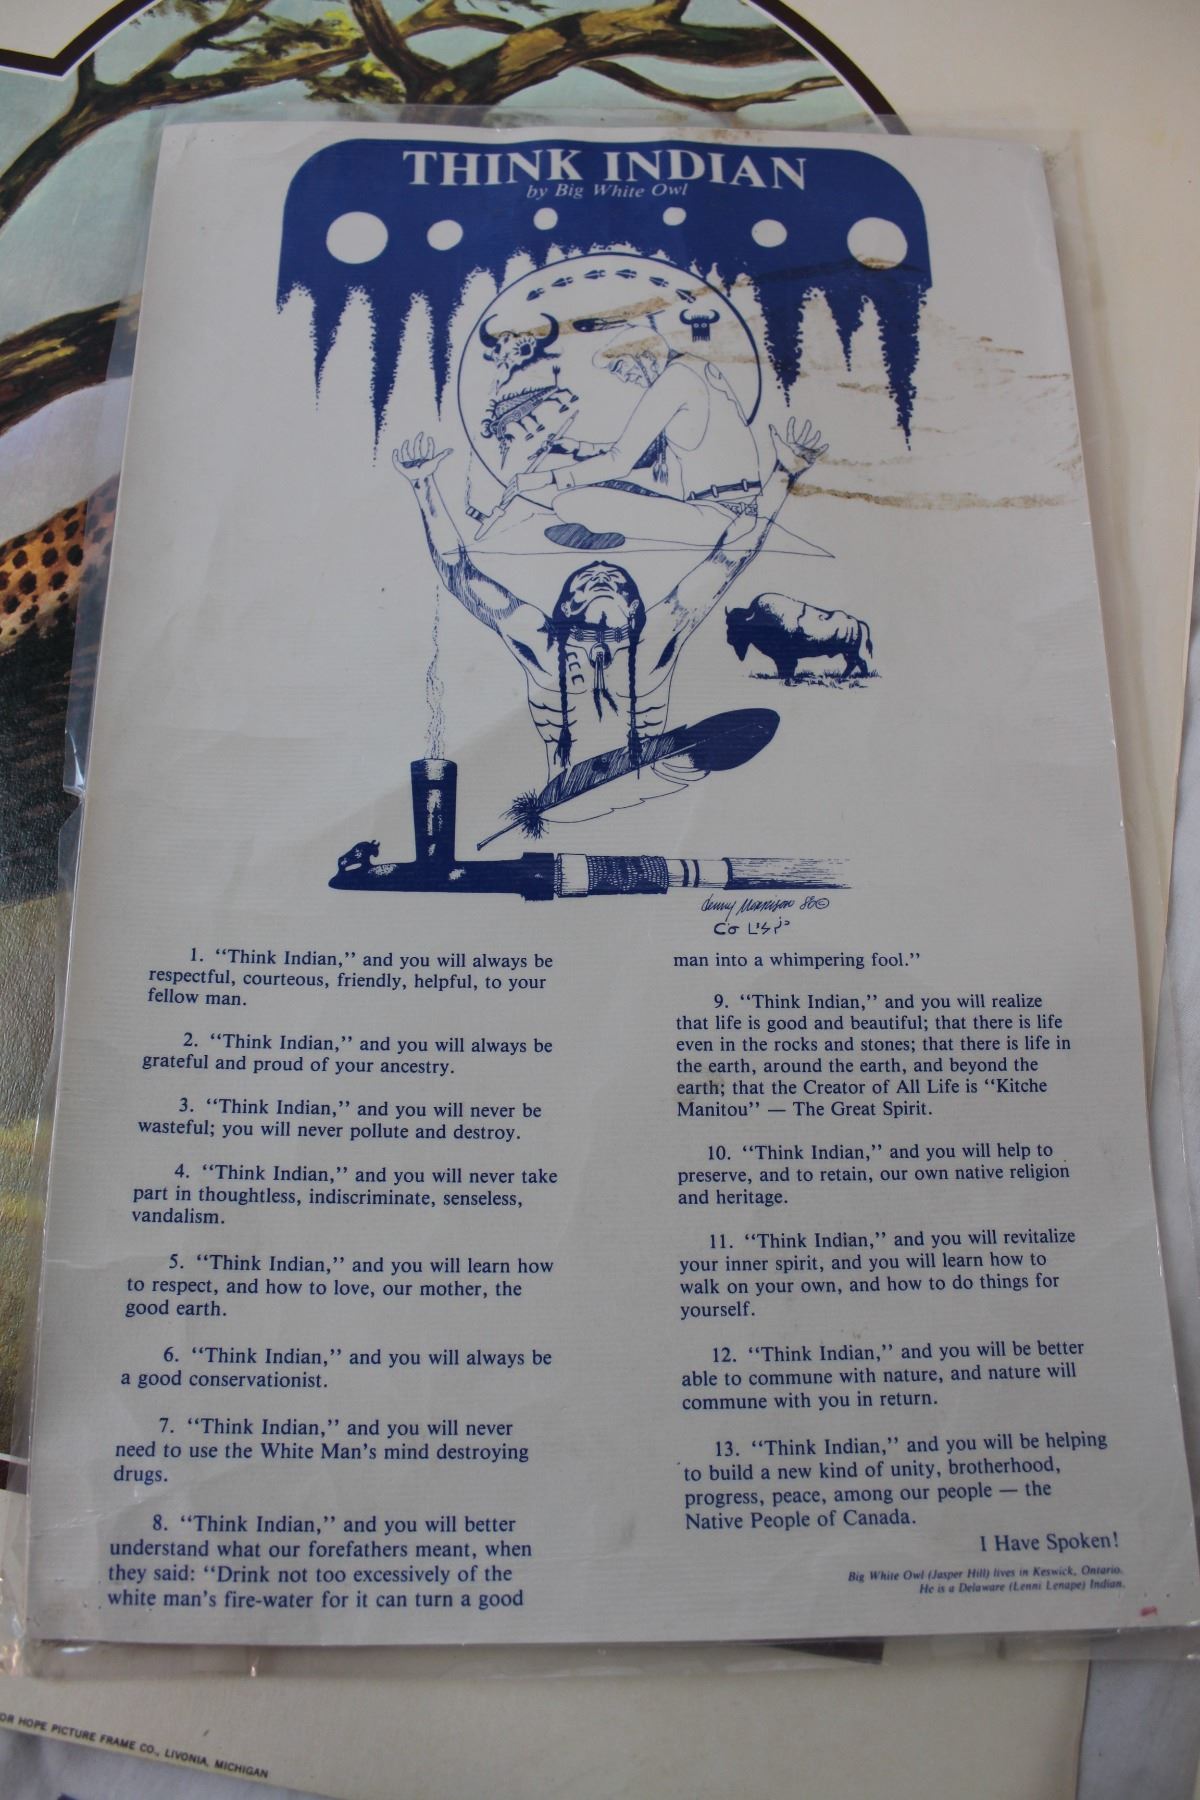 THINK INDIAN
by Big White Owl
1. “Think Indian,” and you will always be
respectful, courteous, friendly, helpful, to your
fellow man.
2. “Think Indian,” and you will always be
grateful and proud of your ancestry.
3. “Think Indian,” and you will never be
wasteful; you will never pollute and destroy.
4. “Think Indian,” and you will never take
part in thoughtless, indiscriminate, senseless,
vandalism.
5. “Think Indian,” and you will learn how
to respect, and how to love, our mother, the
good earth.
6. “Think Indian,” and you will always be
a good conservationist.
7. “Think Indian,” and you will never
need to use the White Man’s mind destroying
drugs.
8. “Think Indian,” and you will better
understand what our forefathers meant, when
they said: “Drink not too excessively of the
white man’s fire-water for it can turn a good
man into a whimpering fool.”
9. “Think Indian,” and you will realize
that life is good and beautiful; that there is life
even in the rocks and stones; that there is life in
the earth, around the earth, and beyond the
earth; that the Creator of All Life is “Kitche
Manitou” — The Great Spirit.
10. “Think Indian,” and you will help to
preserve, and to retain, our own native religion
and heritage.
11. “Think Indian,” and you will revitalize
your inner spirit, and you will learn how to
walk on your own, and how to do things for
yourself.
12. “Think Indian,” and you will be better
able to commune with nature, and nature will
commune with you in return.
13. “Think Indian,” and you will be helping
to build a new kind of unity, brotherhood,
progress, peace, among our people — the
Native People of Canada.
I Have Spoken!
Big White Owl (Jasper Hill) lives in Keswick, Ontario.
He is a Delaware (Lenni Lenape) Indian.
HOPE PICTURE FRAME CO., LIVONIA, MICHIGAN